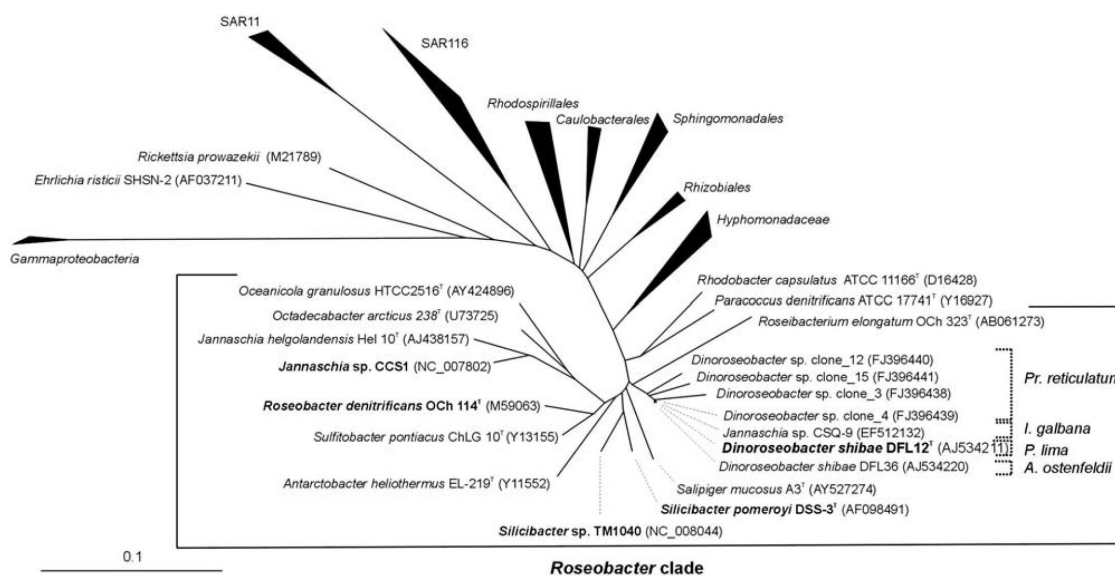 SAR11
SAR116
Rhodospirillales
Caulobacterales
Sphingomonadales
Rickettsia prowazekii (M21789)
Ehrlichia risticii SHSN-2 (AF037211)
Rhizobiales
Hyphomonadaceae
Gammaproteobacteria
Rhodobacter capsulatus ATCC 11166ᵀ (D16428)
Oceanicola granulosus HTCC2516ᵀ (AY424896)
Paracoccus denitrificans ATCC 17741ᵀ (Y16927)
Octadecabacter arcticus 238ᵀ (U73725)
Roseibacterium elongatum OCh 323ᵀ (AB061273)
Jannaschia helgolandensis Hel 10ᵀ (AJ438157)
Dinoroseobacter sp. clone_12 (FJ396440)
Jannaschia sp. CCS1 (NC_007802)
Dinoroseobacter sp. clone_15 (FJ396441)
Pr. reticulatum
Dinoroseobacter sp. clone_3 (FJ396438)
Roseobacter denitrificans OCh 114ᵀ (M59063)
Dinoroseobacter sp. clone_4 (FJ396439)
Jannaschia sp. CSQ-9 (EF512132)
I. galbana
Sulfitobacter pontiacus ChLG 10ᵀ (Y13155)
Dinoroseobacter shibae DFL12ᵀ (AJ534211)
P. lima
Dinoroseobacter shibae DFL36 (AJ534220)
A. ostenfeldii
Antarctobacter heliothermus EL-219ᵀ (Y11552)
Salipiger mucosus A3ᵀ (AY527274)
Silicibacter pomeroyi DSS-3ᵀ (AF098491)
Silicibacter sp. TM1040 (NC_008044)
0.1
Roseobacter clade